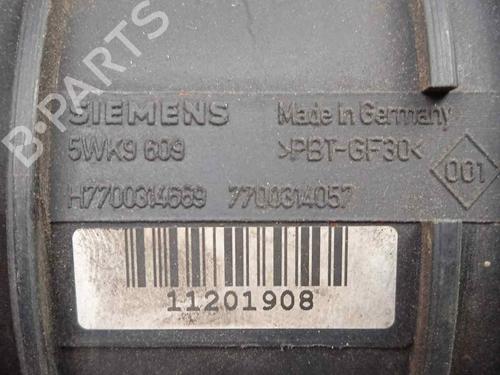 B-PARTS
SIEMENS Made in Germany
5WK9 609 >PBT-GF30<
001
H7700314669 7700314057
11201908